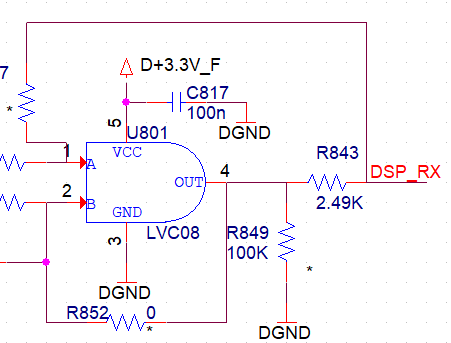 D+3.3V_F
7
*
C817
100n
DGND
5
U801
VCC
1
A
2
B
OUT
4
GND
3
LVC08
DGND
R843
2.49K
DSP_RX
R849
100K
*
DGND
R852
0
*